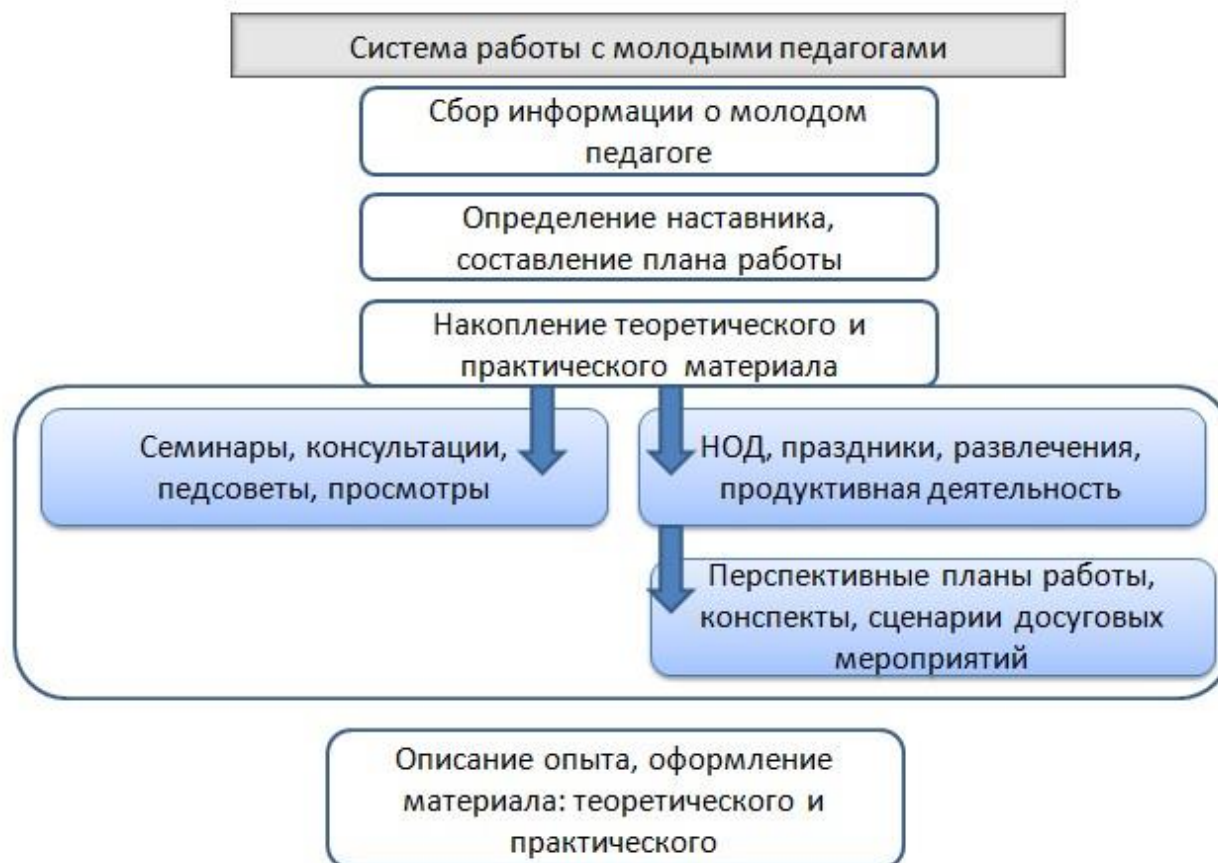 Система работы с молодыми педагогами
Сбор информации о молодом
педагоге
Определение наставника,
составление плана работы
Накопление теоретического и
практического материала
Семинары, консультации,
педсоветы, просмотры
НОД, праздники, развлечения,
продуктивная деятельность
Перспективные планы работы,
конспекты, сценарии досуговых
мероприятий
Описание опыта, оформление
материала: теоретического и
практического